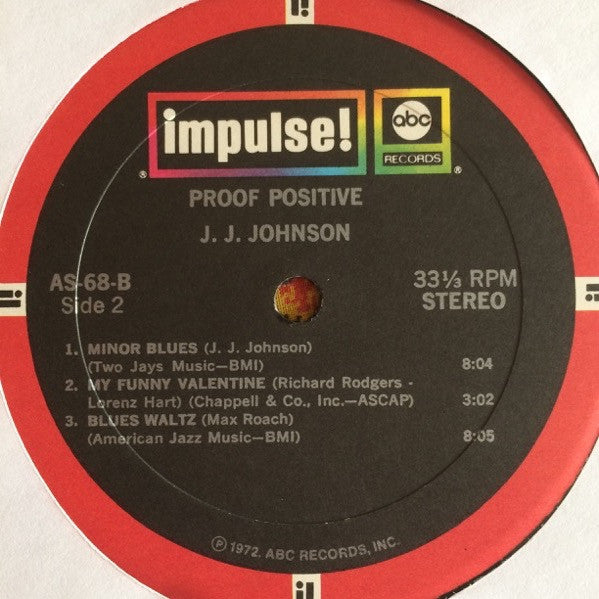 impulse!
®
abc
RECORDS
®
PROOF POSITIVE
J. J. JOHNSON
AS-68-B
Side 2
33⅓ RPM
STEREO
1. MINOR BLUES (J. J. Johnson)
(Two Jays Music—BMI) 8:04
2. MY FUNNY VALENTINE (Richard Rodgers -
Lorenz Hart) (Chappell & Co., Inc.—ASCAP) 3:02
3. BLUES WALTZ (Max Roach)
(American Jazz Music—BMI) 8:05
℗ 1972. ABC RECORDS, INC.